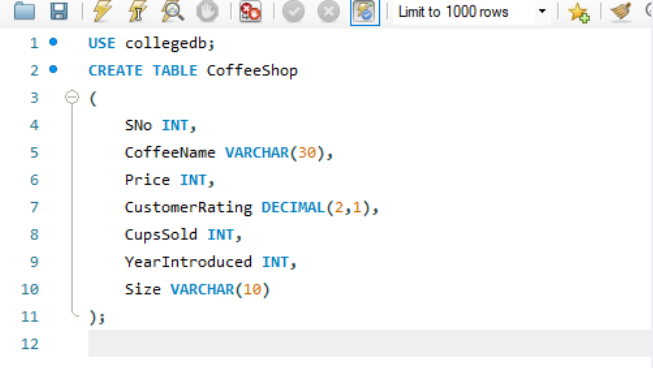 Limit to 1000 rows
1 USE collegedb;
2 CREATE TABLE CoffeeShop
3 (
4 SNo INT,
5 CoffeeName VARCHAR(30),
6 Price INT,
7 CustomerRating DECIMAL(2,1),
8 CupsSold INT,
9 YearIntroduced INT,
10 Size VARCHAR(10)
11 );
12